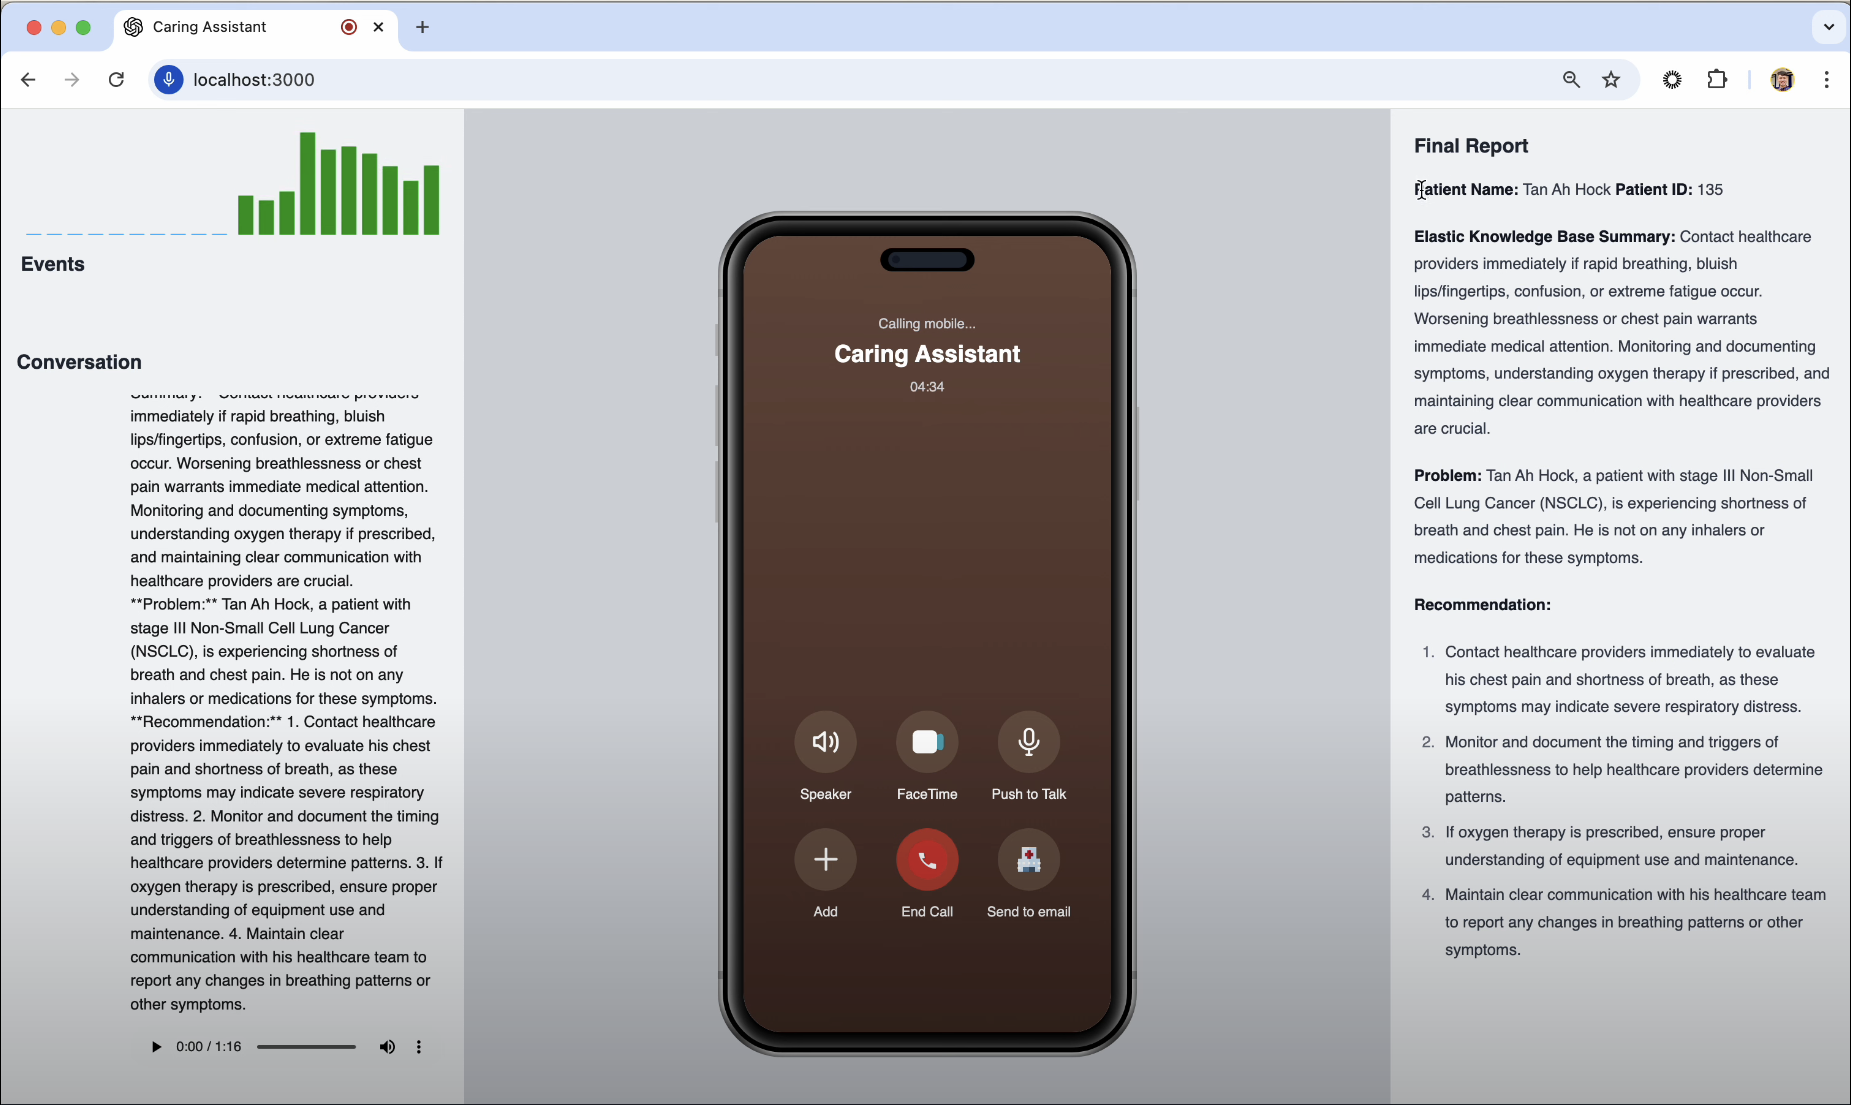 Caring Assistant
localhost:3000
Events
Conversation
Summary:** Contact healthcare providers
immediately if rapid breathing, bluish
lips/fingertips, confusion, or extreme fatigue
occur. Worsening breathlessness or chest
pain warrants immediate medical attention.
Monitoring and documenting symptoms,
understanding oxygen therapy if prescribed,
and maintaining clear communication with
healthcare providers are crucial.
**Problem:** Tan Ah Hock, a patient with
stage III Non-Small Cell Lung Cancer
(NSCLC), is experiencing shortness of
breath and chest pain. He is not on any
inhalers or medications for these symptoms.
**Recommendation:** 1. Contact healthcare
providers immediately to evaluate his chest
pain and shortness of breath, as these
symptoms may indicate severe respiratory
distress. 2. Monitor and document the timing
and triggers of breathlessness to help
healthcare providers determine patterns. 3. If
oxygen therapy is prescribed, ensure proper
understanding of equipment use and
maintenance. 4. Maintain clear
communication with his healthcare team to
report any changes in breathing patterns or
other symptoms.
0:00 / 1:16
Calling mobile...
Caring Assistant
04:34
Speaker
FaceTime
Push to Talk
Add
End Call
Send to email
Final Report
Patient Name: Tan Ah Hock Patient ID: 135
Elastic Knowledge Base Summary: Contact healthcare
providers immediately if rapid breathing, bluish
lips/fingertips, confusion, or extreme fatigue occur.
Worsening breathlessness or chest pain warrants
immediate medical attention. Monitoring and documenting
symptoms, understanding oxygen therapy if prescribed, and
maintaining clear communication with healthcare providers
are crucial.
Problem: Tan Ah Hock, a patient with stage III Non-Small
Cell Lung Cancer (NSCLC), is experiencing shortness of
breath and chest pain. He is not on any inhalers or
medications for these symptoms.
Recommendation:
1. Contact healthcare providers immediately to evaluate
his chest pain and shortness of breath, as these
symptoms may indicate severe respiratory distress.
2. Monitor and document the timing and triggers of
breathlessness to help healthcare providers determine
patterns.
3. If oxygen therapy is prescribed, ensure proper
understanding of equipment use and maintenance.
4. Maintain clear communication with his healthcare team
to report any changes in breathing patterns or other
symptoms.